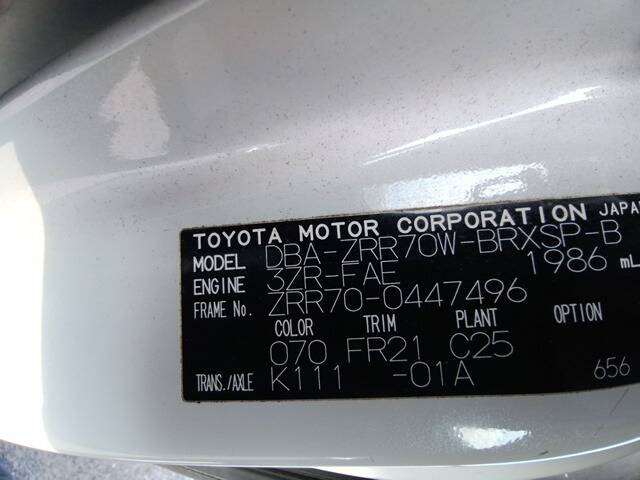 TOYOTA MOTOR CORPORATION JAPAN
MODEL DBA-ZRR70W-BRXSP-B
ENGINE 3ZR-FAE 1986 mL
FRAME No. ZRR70-0447496
COLOR TRIM PLANT OPTION
070 FR21 C25
TRANS./AXLE K111 -01A 656